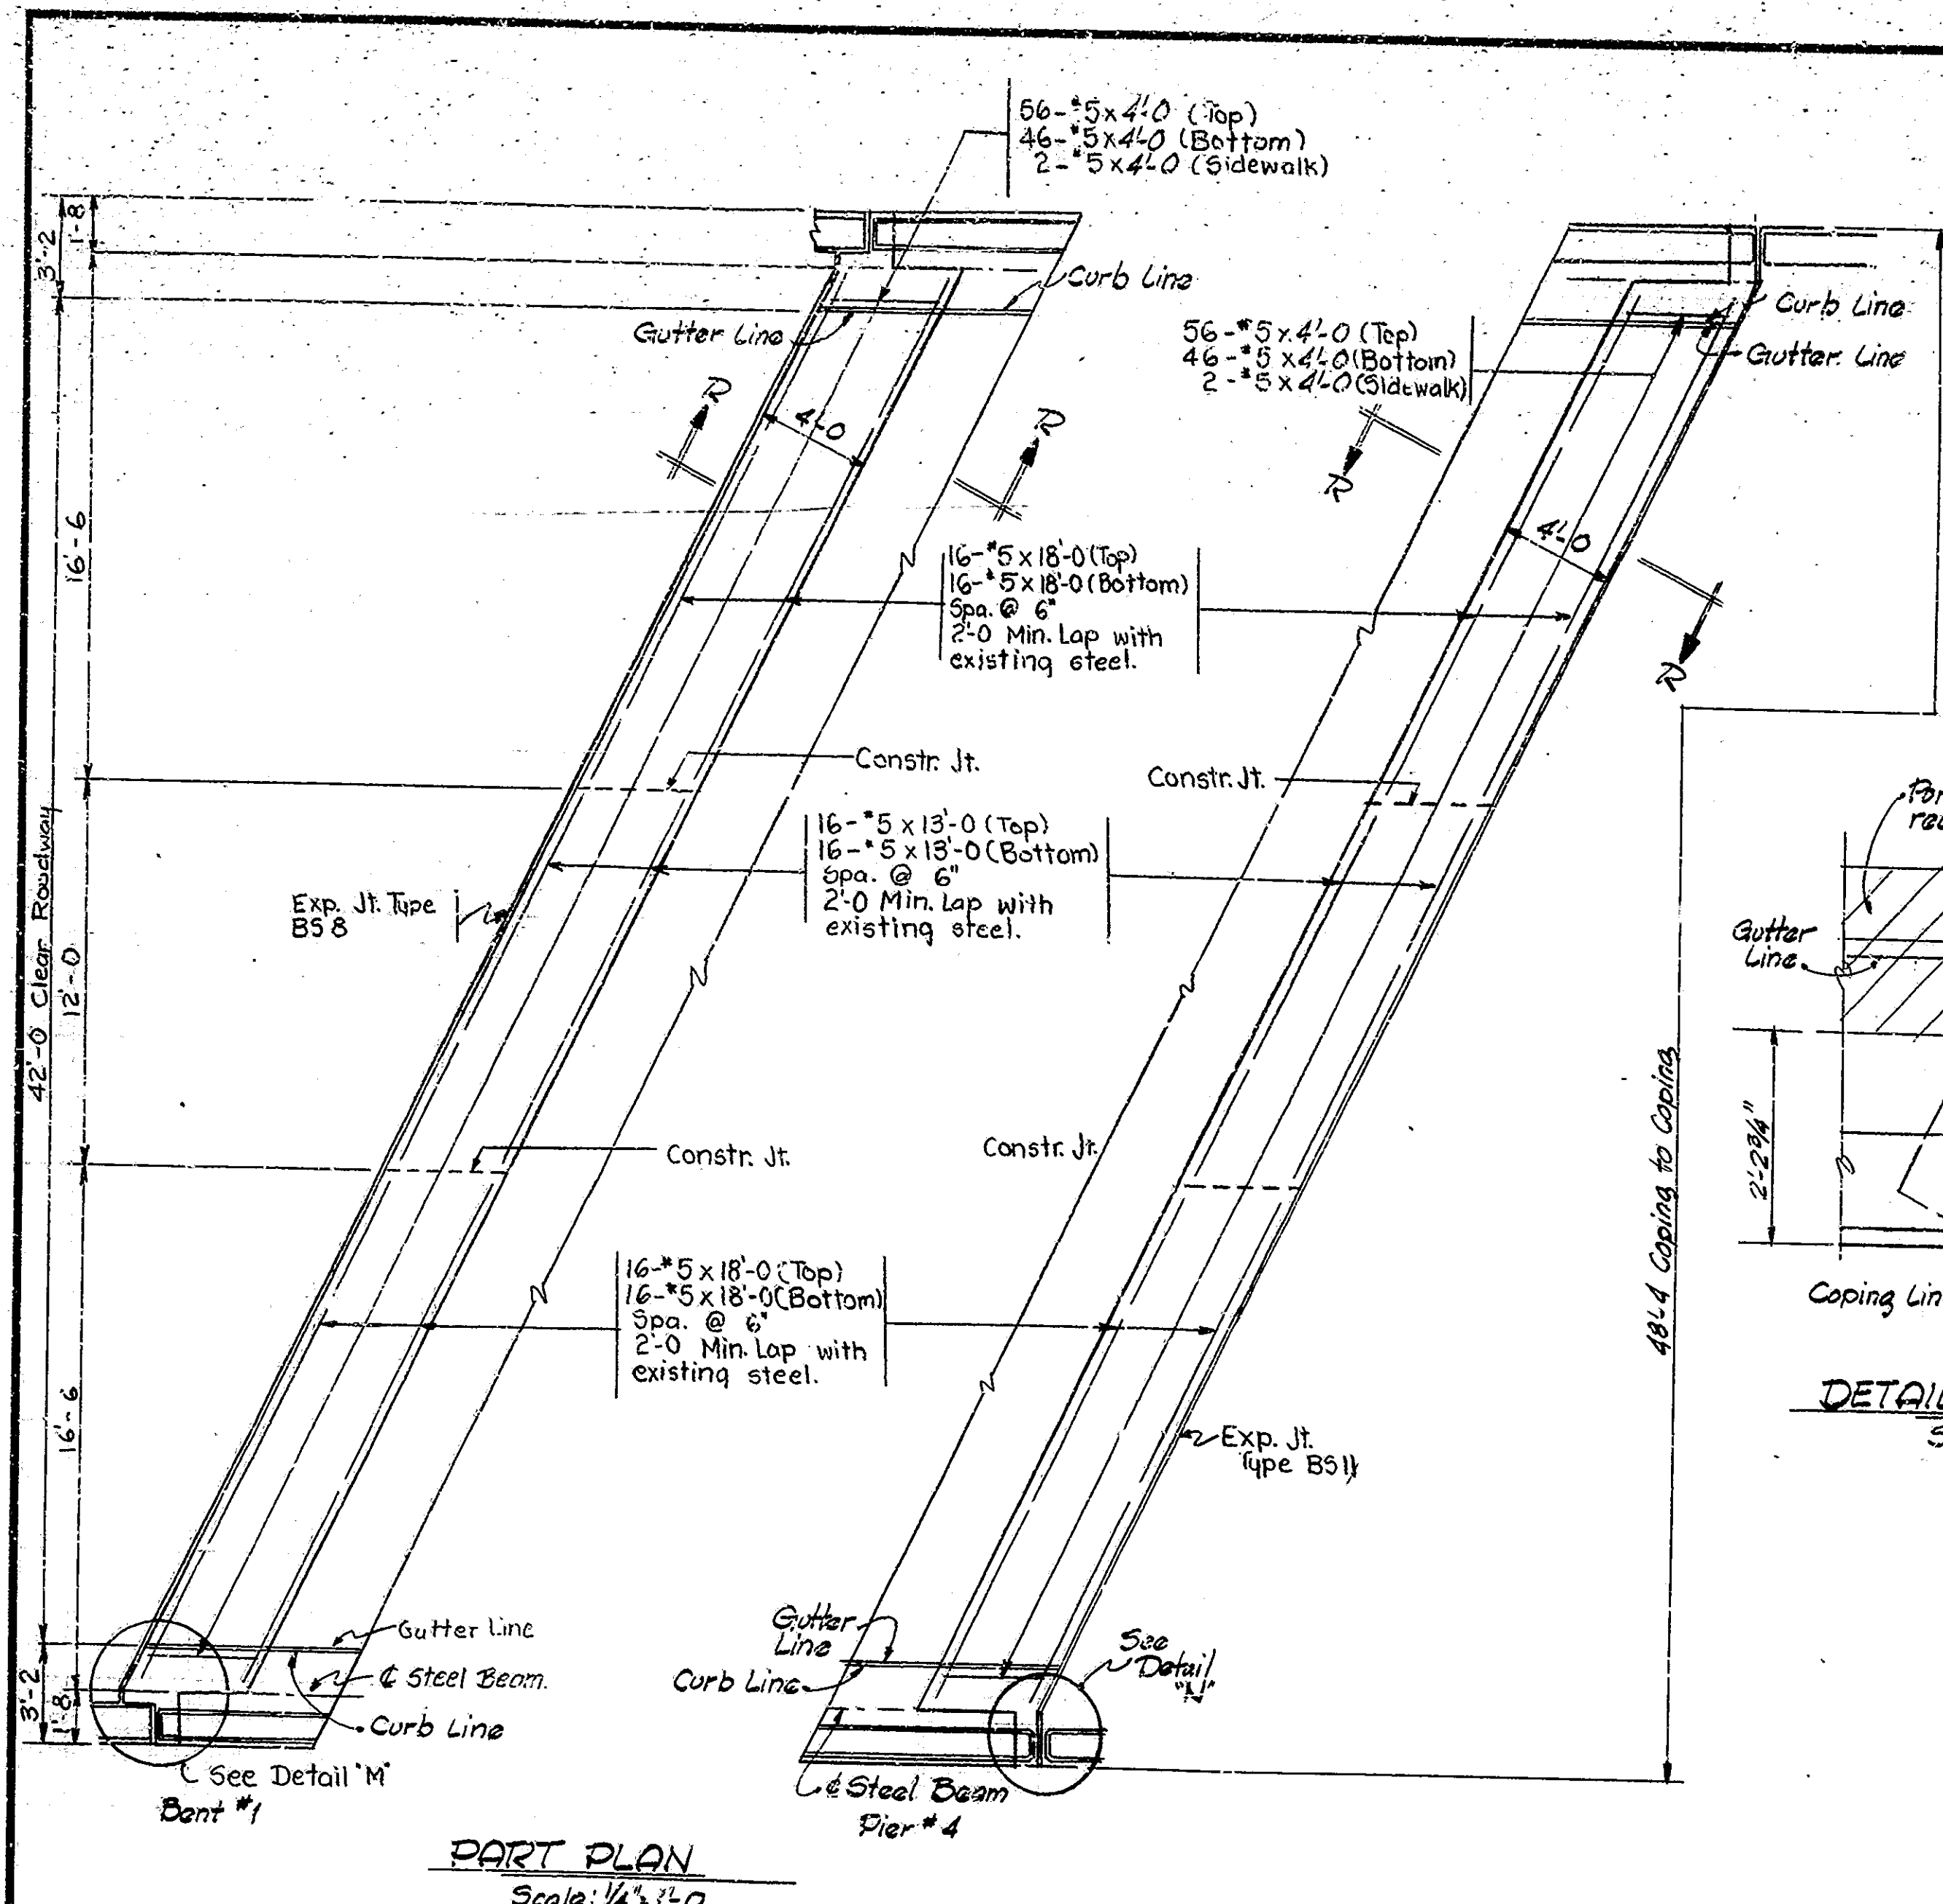 56-#5x4'-0 (Top)
46-#5x4'-0 (Bottom)
2-#5x4'-0 (Sidewalk)
1'-8
3'-2
Curb Line
Gutter Line
56-#5x4'-0 (Top)
46-#5x4'-0 (Bottom)
2-#5x4'-0 (Sidewalk)
Curb Line
Gutter Line
R
R
4'-0
R
4'-0
R
16'-6
16-#5x18'-0 (Top)
16-#5x18'-0 (Bottom)
Spa. @ 6"
2'-0 Min. Lap with
existing steel.
Constr. Jt.
Constr. Jt.
16-#5x13'-0 (Top)
16-#5x13'-0 (Bottom)
Spa. @ 6"
2'-0 Min. Lap with
existing steel.
Exp. Jt. Type
BS 8
42'-0 Clear Roadway
12'-0
Gutter
Line
Constr. Jt.
Constr. Jt.
48'-4 Coping to Coping
2'-2 3/4"
16-#5x18'-0 (Top)
16-#5x18'-0 (Bottom)
Spa. @ 6"
2'-0 Min. Lap with
existing steel.
Coping Lin
16'-6
DETAIL
Exp. Jt.
Type BS11
Gutter Line
℄ Steel Beam.
Curb Line
3'-2
1'-8
See Detail "M"
Bent #1
Gutter
Line
Curb Line
See
Detail
"N"
℄ Steel Beam
Pier #4
PART PLAN
Scale: 1/4"=1'-0